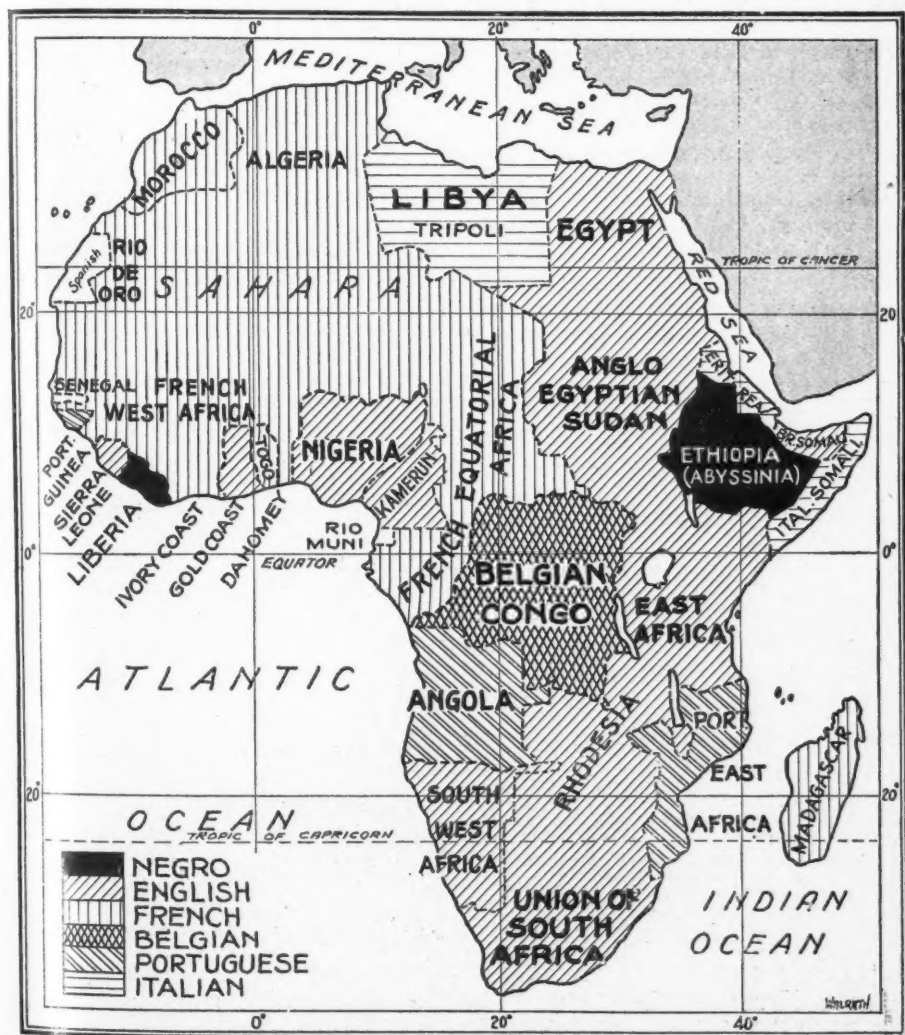 0° 20° 40°
MEDITERRANEAN SEA
MOROCCO
ALGERIA
LIBYA
TRIPOLI
EGYPT
Spanish
RIO
DE
ORO
SAHARA
RED SEA
TROPIC OF CANCER
20° 20°
ERITREA
SENEGAL
FRENCH
WEST AFRICA
ANGLO
EGYPTIAN
SUDAN
FRENCH EQUATORIAL
AFRICA
NIGERIA
TOGO
KAMERUN
ETHIOPIA
(ABYSSINIA)
BR. SOMALI
ITAL. SOMALI
PORT.
GUINEA
SIERRA
LEONE
LIBERIA
IVORY COAST
GOLD COAST
DAHOMEY
RIO
MUNI
EQUATOR
0° 0°
BELGIAN
CONGO
EAST
AFRICA
ATLANTIC
OCEAN
ANGOLA
RHODESIA
PORT
EAST
AFRICA
MADAGASCAR
20° 20°
SOUTH
WEST
AFRICA
TROPIC OF CAPRICORN
UNION OF
SOUTH
AFRICA
INDIAN
OCEAN
NEGRO
ENGLISH
FRENCH
BELGIAN
PORTUGUESE
ITALIAN
0° 20° 40°